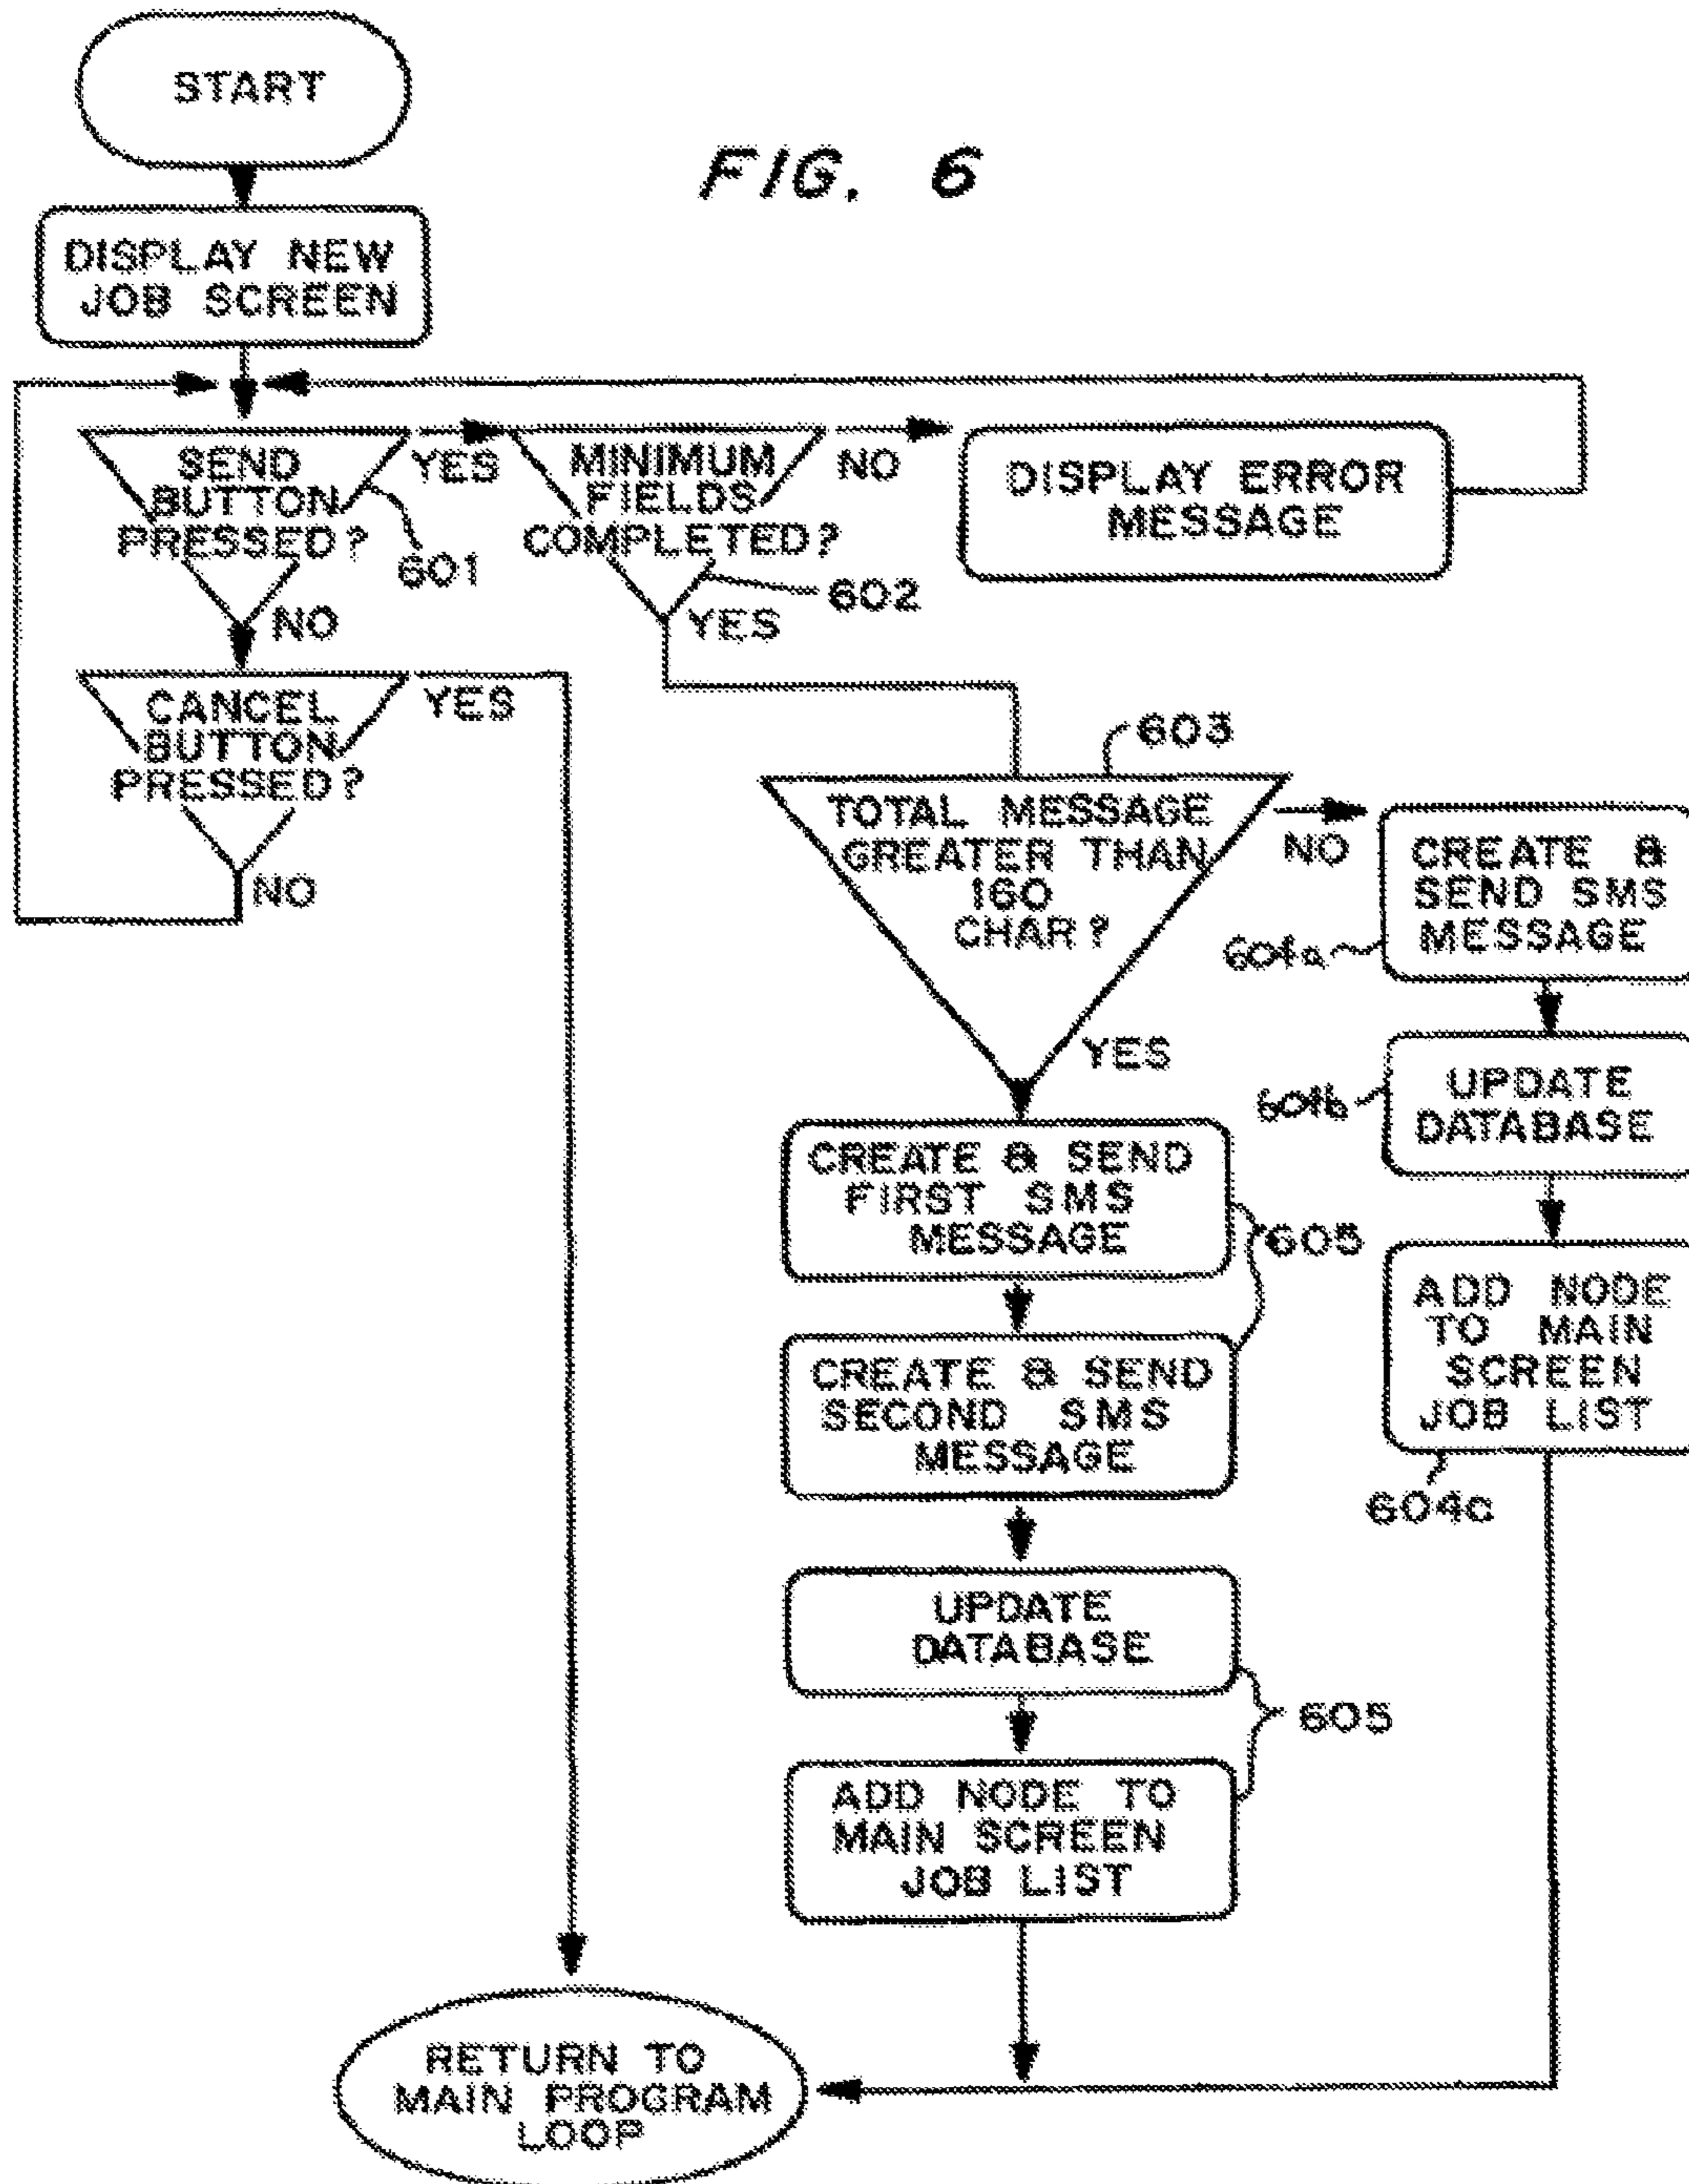 START
FIG. 6
DISPLAY NEW
JOB SCREEN
SEND
BUTTON
PRESSED?
YES
601
NO
MINIMUM
FIELDS
COMPLETED?
NO
602
YES
DISPLAY ERROR
MESSAGE
CANCEL
BUTTON
PRESSED?
YES
NO
603
TOTAL MESSAGE
GREATER THAN
160
CHAR?
NO
YES
CREATE &
SEND SMS
MESSAGE
604a
UPDATE
DATABASE
604b
ADD NODE
TO MAIN
SCREEN
JOB LIST
604c
CREATE & SEND
FIRST SMS
MESSAGE
605
CREATE & SEND
SECOND SMS
MESSAGE
UPDATE
DATABASE
605
ADD NODE TO
MAIN SCREEN
JOB LIST
RETURN TO
MAIN PROGRAM
LOOP